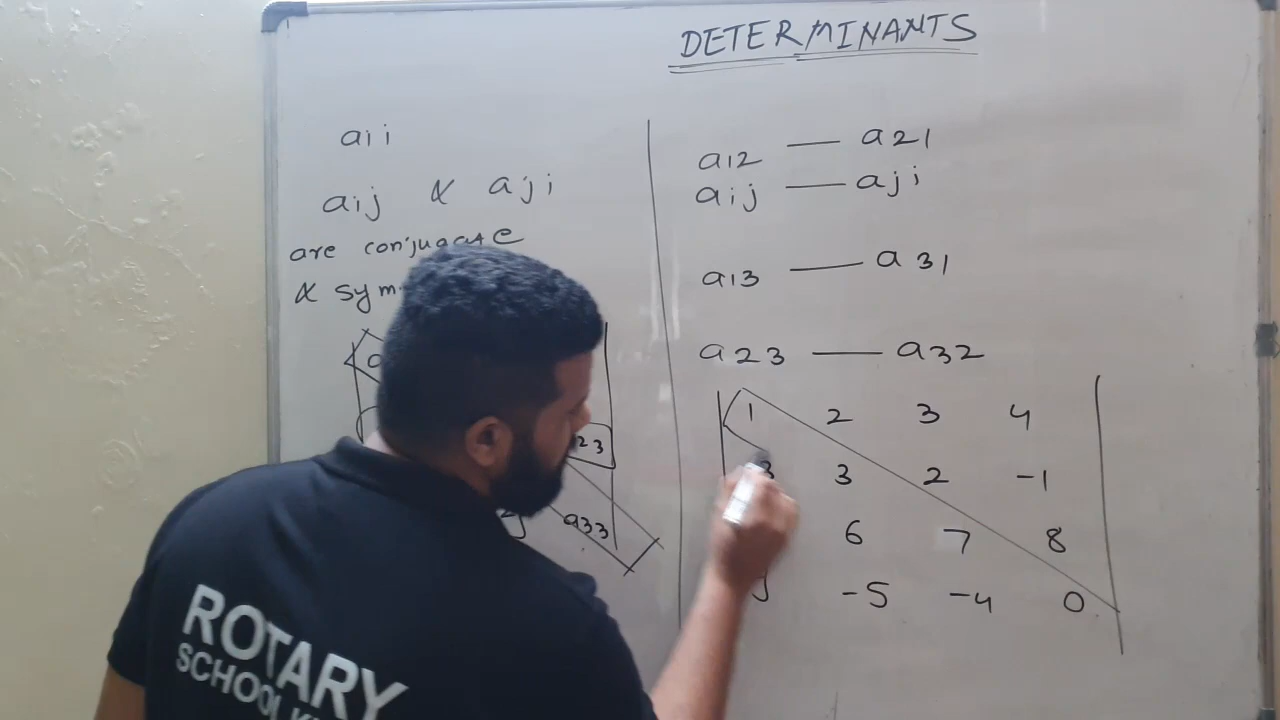 DETERMINANTS
aii
aij & aji
are conjugate
& sym
a23
a33
a12 — a21
aij — aji
a13 — a31
a23 — a32
1 2 3 4
3 3 2 -1
6 7 8
-5 -4 0
ROTARY
SCHOOL